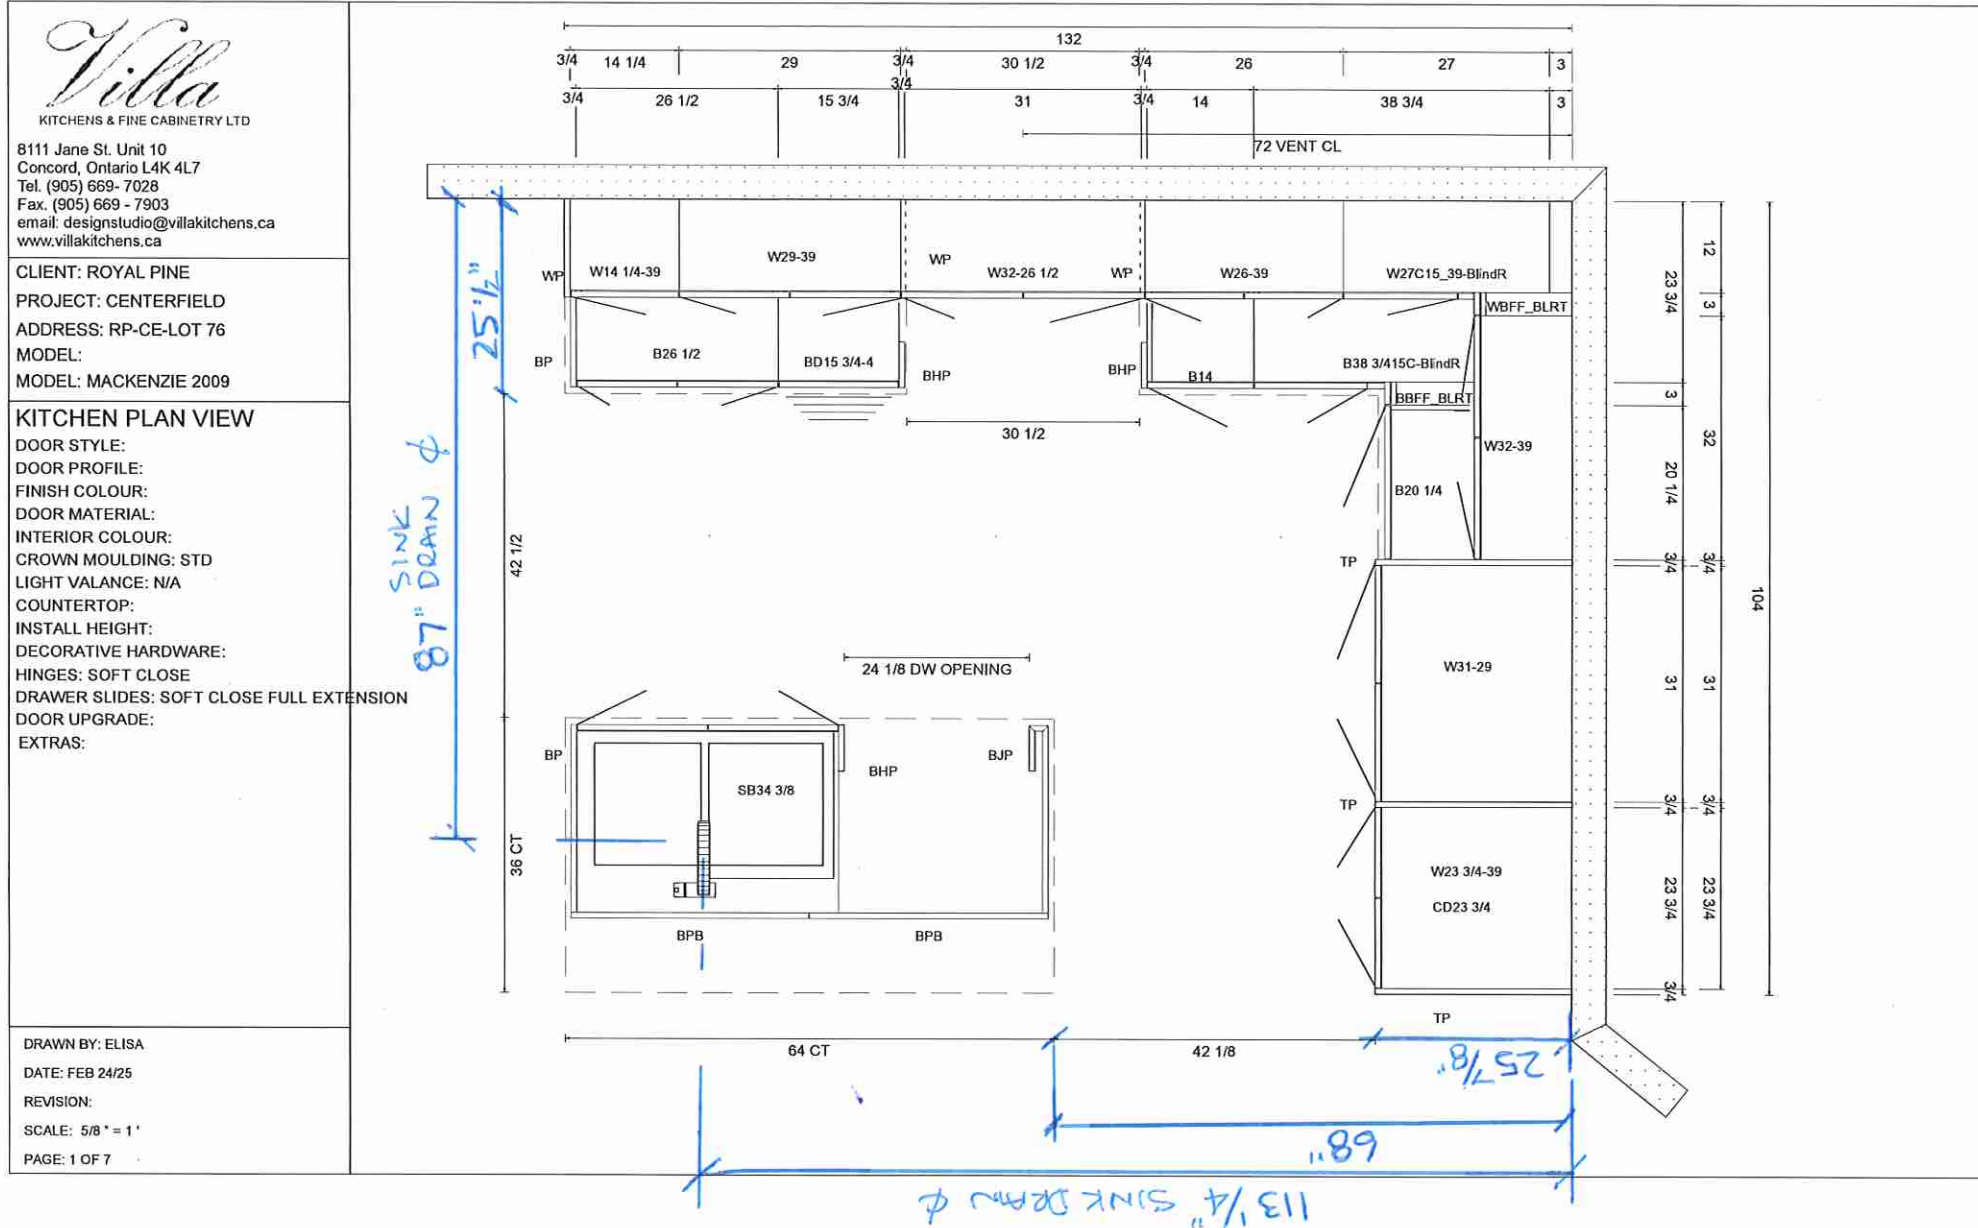 Villa
KITCHENS & FINE CABINETRY LTD
8111 Jane St. Unit 10
Concord, Ontario L4K 4L7
Tel. (905) 669- 7028
Fax. (905) 669 - 7903
email: designstudio@villakitchens.ca
www.villakitchens.ca
CLIENT: ROYAL PINE
PROJECT: CENTERFIELD
ADDRESS: RP-CE-LOT 76
MODEL:
MODEL: MACKENZIE 2009
KITCHEN PLAN VIEW
DOOR STYLE:
DOOR PROFILE:
FINISH COLOUR:
DOOR MATERIAL:
INTERIOR COLOUR:
CROWN MOULDING: STD
LIGHT VALANCE: N/A
COUNTERTOP:
INSTALL HEIGHT:
DECORATIVE HARDWARE:
HINGES: SOFT CLOSE
DRAWER SLIDES: SOFT CLOSE FULL EXTENSION
DOOR UPGRADE:
EXTRAS:
DRAWN BY: ELISA
DATE: FEB 24/25
REVISION:
SCALE: 5/8 " = 1 '
PAGE: 1 OF 7
132
3/4 14 1/4 29 3/4 30 1/2 3/4 26 27 3
3/4 26 1/2 15 3/4 3/4 31 3/4 14 38 3/4 3
72 VENT CL
WP W14 1/4-39 W29-39 WP W32-26 1/2 WP W26-39 W27C15_39-BlindR
WBFF_BLRT
BP B26 1/2 BD15 3/4-4 BHP BHP B14 B38 3/415C-BlindR
BBFF_BLRT
30 1/2
W32-39
B20 1/4
TP
W31-29
TP
W23 3/4-39
CD23 3/4
TP
24 1/8 DW OPENING
BP SB34 3/8 BHP BJP
BPB BPB
42 1/2
36 CT
64 CT
42 1/8
12
3
32
3/4
31
3/4
23 3/4
23 3/4
3
20 1/4
3/4
31
3/4
23 3/4
3/4
104
25 1/2"
87" SINK DRAIN ℄
25 7/8"
68"
113 1/4" SINK DRAIN ℄